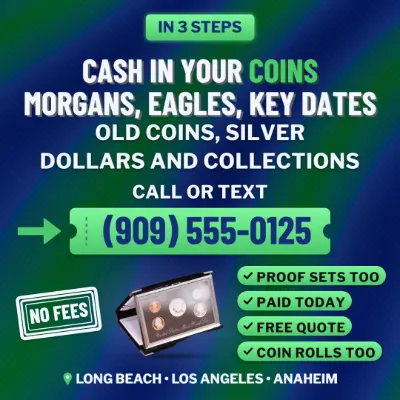 IN 3 STEPS
CASH IN YOUR COINS
MORGANS, EAGLES, KEY DATES
OLD COINS, SILVER
DOLLARS AND COLLECTIONS
CALL OR TEXT
(909) 555-0125
✓ PROOF SETS TOO
✓ PAID TODAY
✓ FREE QUOTE
✓ COIN ROLLS TOO
NO FEES
LONG BEACH • LOS ANGELES • ANAHEIM